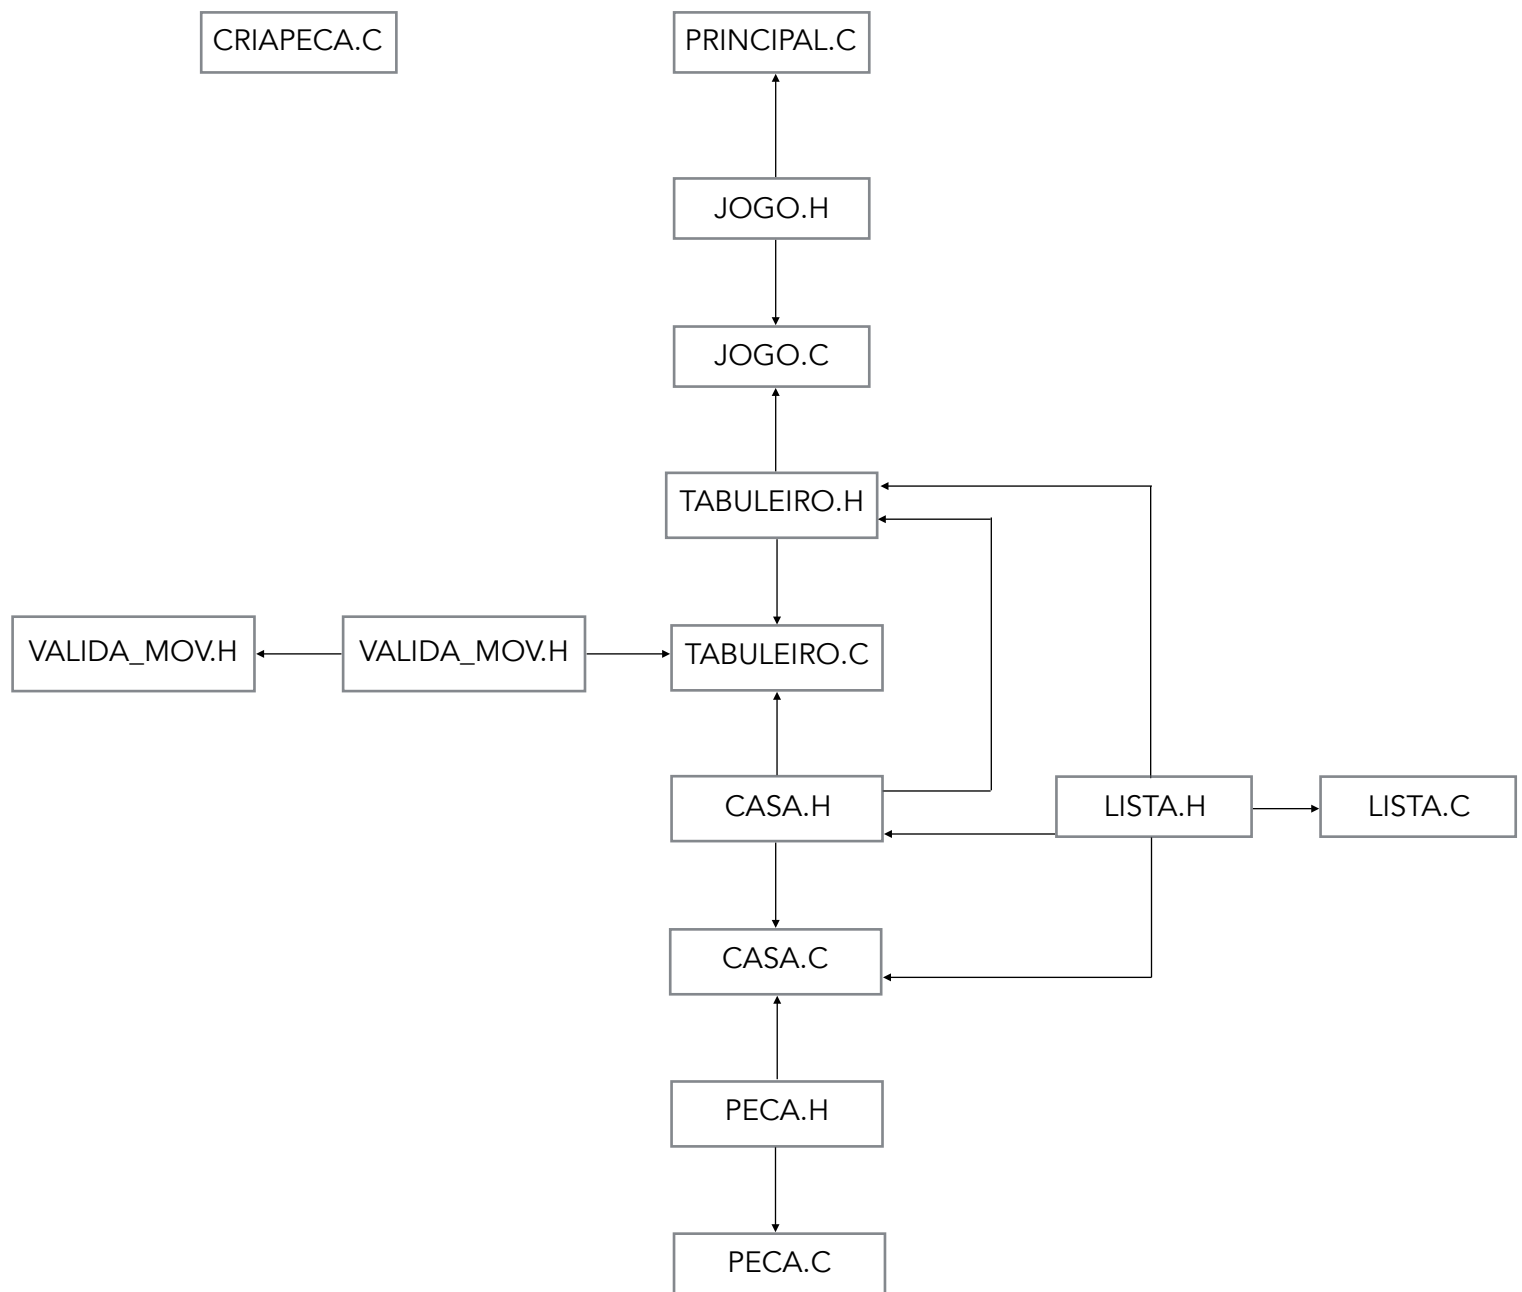 CRIAPECA.C
PRINCIPAL.C
JOGO.H
JOGO.C
TABULEIRO.H
VALIDA_MOV.H
VALIDA_MOV.H
TABULEIRO.C
CASA.H
LISTA.H
LISTA.C
CASA.C
PECA.H
PECA.C